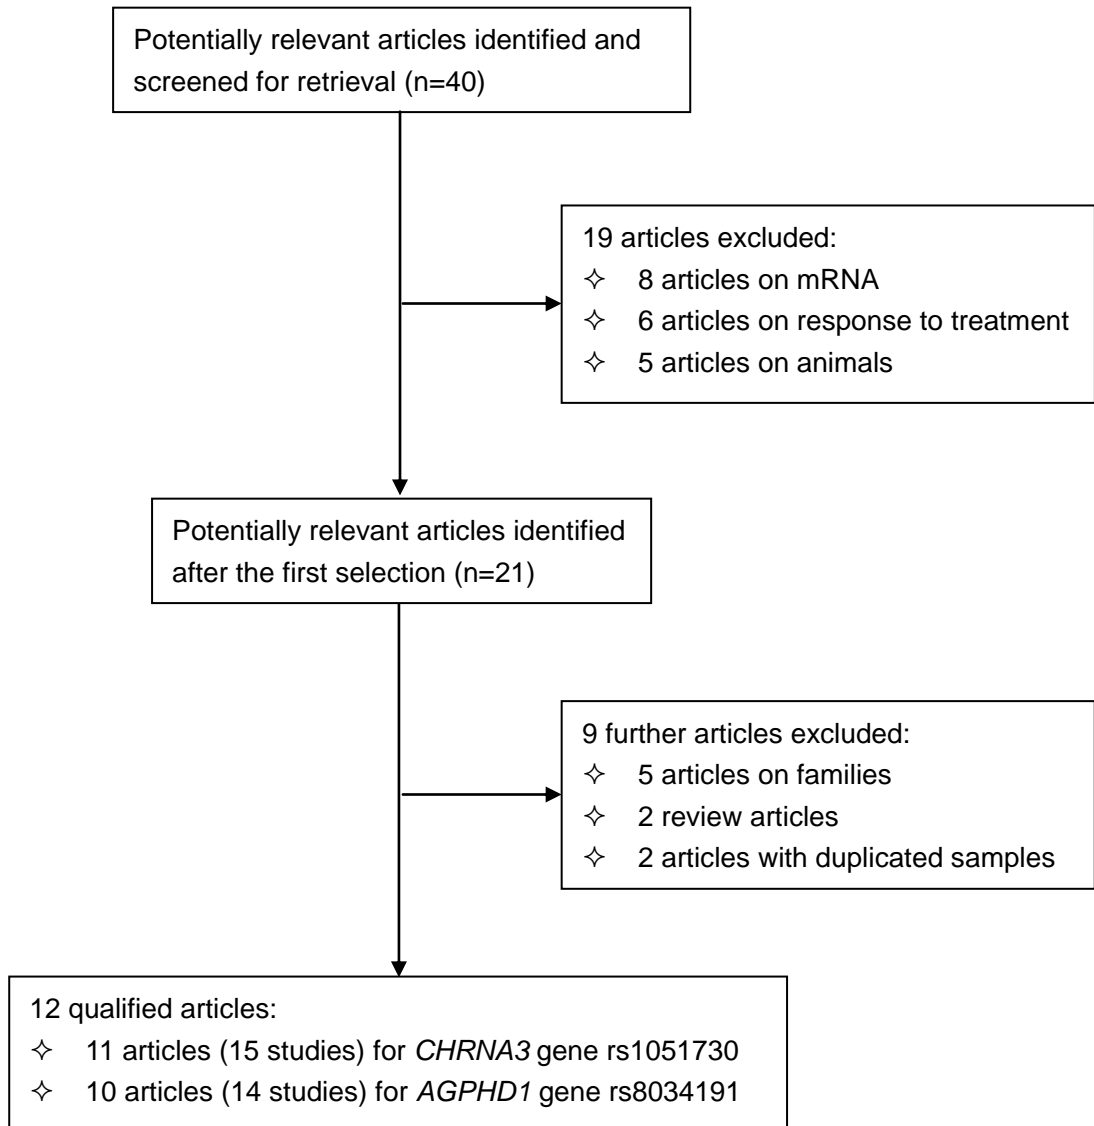 Potentially relevant articles identified and
screened for retrieval (n=40)
19 articles excluded:
✧ 8 articles on mRNA
✧ 6 articles on response to treatment
✧ 5 articles on animals
Potentially relevant articles identified
after the first selection (n=21)
9 further articles excluded:
✧ 5 articles on families
✧ 2 review articles
✧ 2 articles with duplicated samples
12 qualified articles:
✧ 11 articles (15 studies) for CHRNA3 gene rs1051730
✧ 10 articles (14 studies) for AGPHD1 gene rs8034191